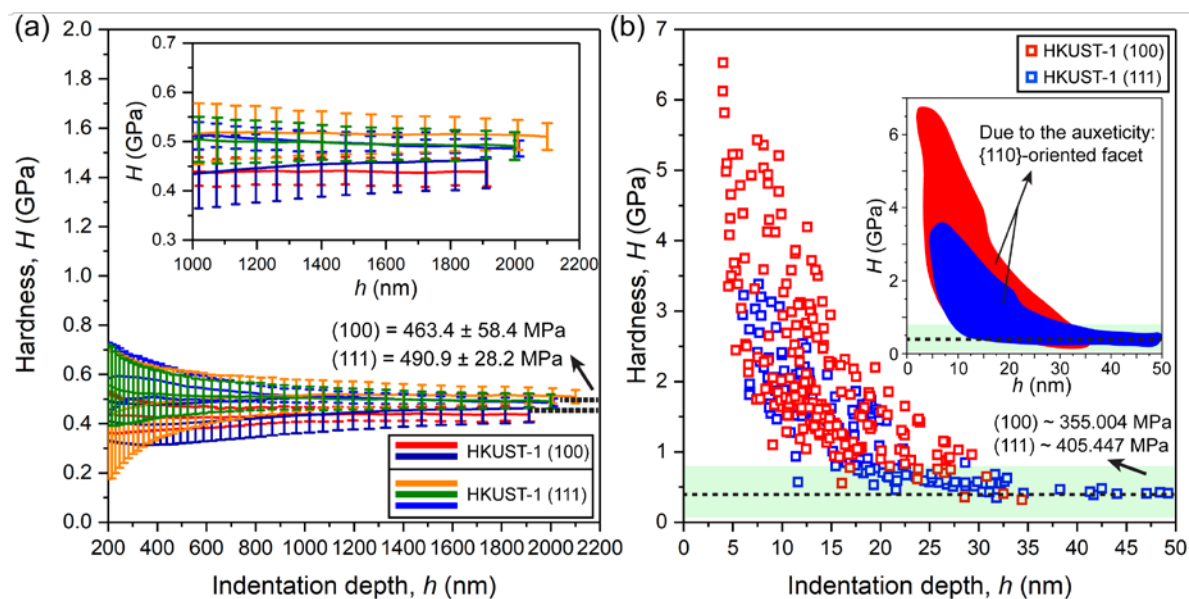 (a)
2.0
1.8
1.6
1.4
1.2
1.0
0.8
0.6
0.4
0.2
0.0
Hardness, H (GPa)
0.7
0.6
0.5
0.4
0.3
H (GPa)
1000 1200 1400 1600 1800 2000 2200
h (nm)
(100) = 463.4 ± 58.4 MPa
(111) = 490.9 ± 28.2 MPa
HKUST-1 (100)
HKUST-1 (111)
200 400 600 800 1000 1200 1400 1600 1800 2000 2200
Indentation depth, h (nm)
(b)
7
6
5
4
3
2
1
0
Hardness, H (GPa)
HKUST-1 (100)
HKUST-1 (111)
6
4
2
0
H (GPa)
Due to the auxeticity:
{110}-oriented facet
0 10 20 30 40 50
h (nm)
(100) ~ 355.004 MPa
(111) ~ 405.447 MPa
0 5 10 15 20 25 30 35 40 45 50
Indentation depth, h (nm)